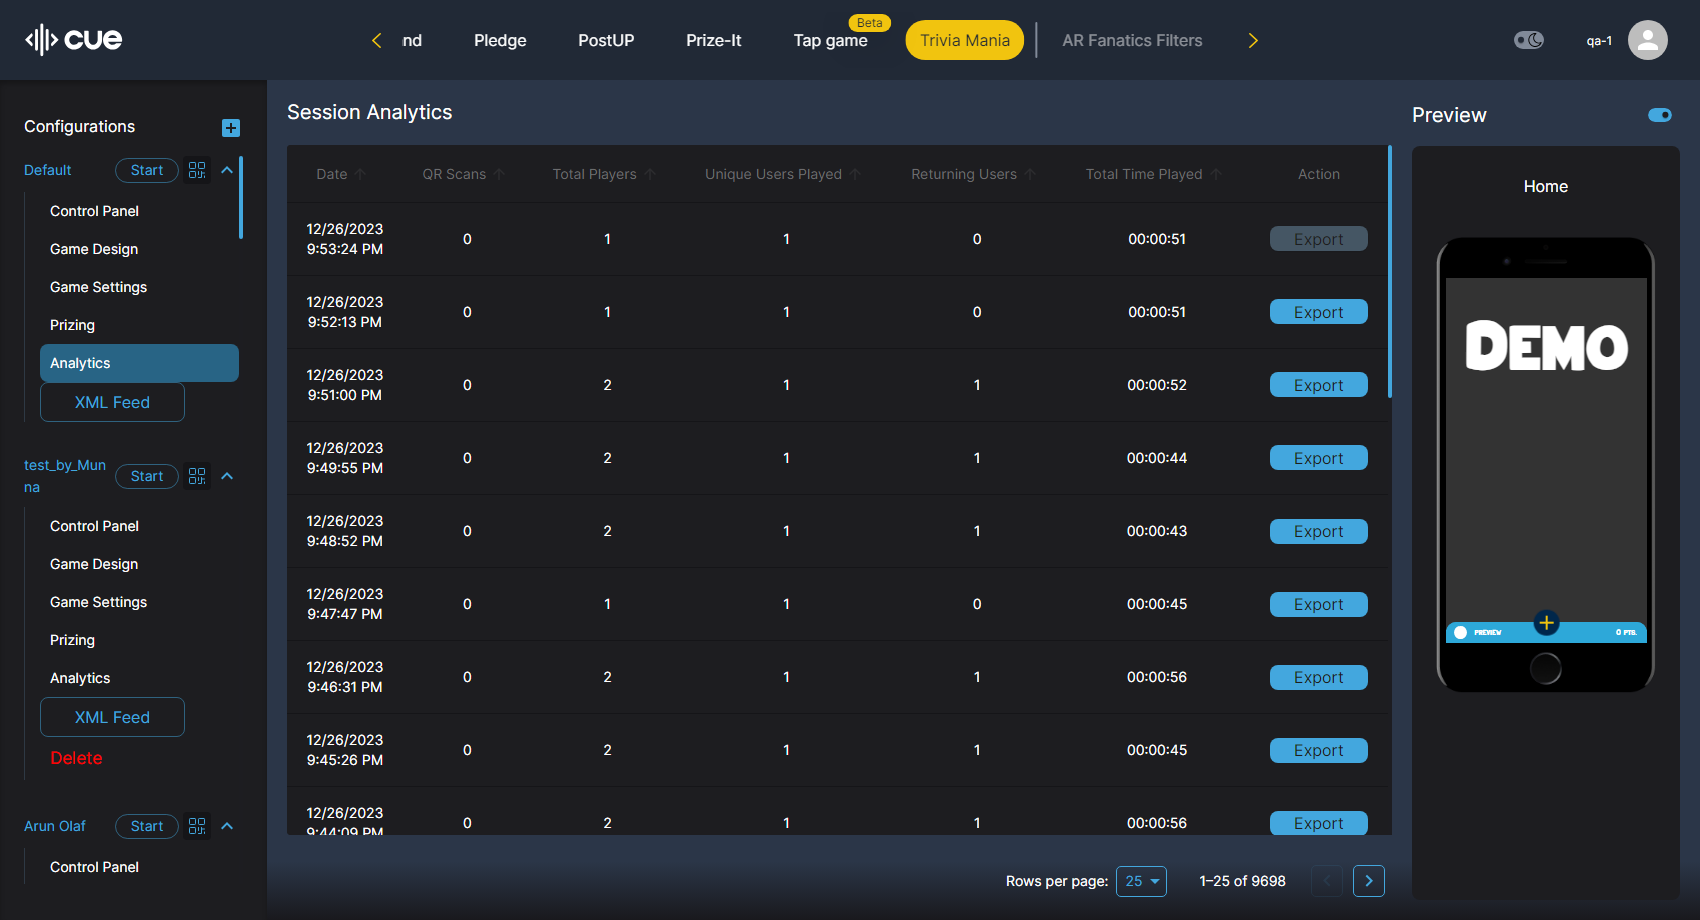 cue
nd
Pledge
PostUP
Prize-It
Tap game
Beta
Trivia Mania
AR Fanatics Filters
qa-1
Configurations
Default
Start
Control Panel
Game Design
Game Settings
Prizing
Analytics
XML Feed
test_by_Mun
na
Start
Control Panel
Game Design
Game Settings
Prizing
Analytics
XML Feed
Delete
Arun Olaf
Start
Control Panel
Session Analytics
Date QR Scans Total Players Unique Users Played Returning Users Total Time Played Action
12/26/2023
9:53:24 PM 0 1 1 0 00:00:51 Export
12/26/2023
9:52:13 PM 0 1 1 0 00:00:51 Export
12/26/2023
9:51:00 PM 0 2 1 1 00:00:52 Export
12/26/2023
9:49:55 PM 0 2 1 1 00:00:44 Export
12/26/2023
9:48:52 PM 0 2 1 1 00:00:43 Export
12/26/2023
9:47:47 PM 0 1 1 0 00:00:45 Export
12/26/2023
9:46:31 PM 0 2 1 1 00:00:56 Export
12/26/2023
9:45:26 PM 0 2 1 1 00:00:45 Export
12/26/2023
9:44:09 PM 0 2 1 1 00:00:56 Export
Rows per page: 25 1–25 of 9698
Preview
Home
DEMO
PREVIEW
0 PTS.